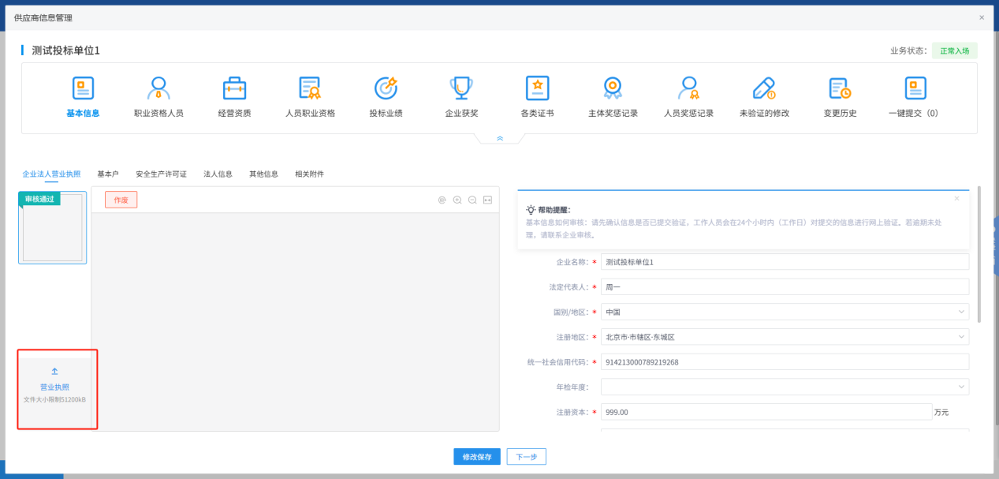 供应商信息管理
×
测试投标单位1
业务状态： 正常入场
基本信息 职业资格人员 经营资质 人员职业资格 投标业绩 企业获奖 各类证书 主体奖惩记录 人员奖惩记录 未验证的修改 变更历史 一键提交（0）
企业法人营业执照 基本户 安全生产许可证 法人信息 其他信息 相关附件
审核通过
作废
帮助提醒：
基本信息如何审核：请先确认信息是否已提交验证，工作人员会在24个小时内（工作日）对提交的信息进行网上验证。若逾期未处
理，请联系企业审核。
企业名称：* 测试投标单位1
法定代表人：* 周一
国别/地区：* 中国
注册地区：* 北京市·市辖区·东城区
统一社会信用代码：* 914213000789219268
年检年度：
注册资本：* 999.00 万元
营业执照
文件大小限制51200kB
修改保存 下一步